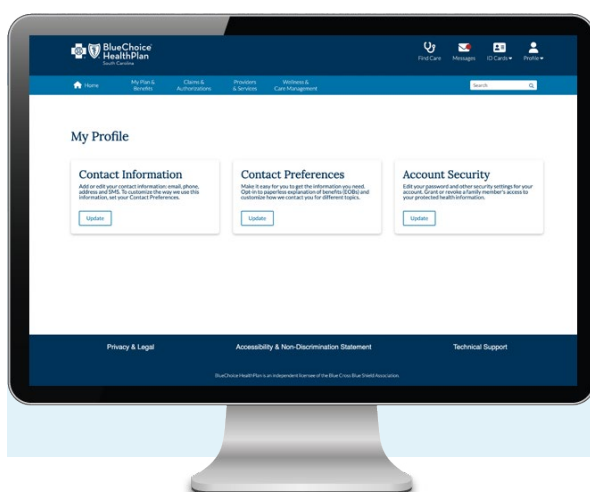 BlueChoice
HealthPlan
South Carolina
Find Care
Messages
ID Cards
Profile
Home
My Plan &
Benefits
Claims &
Authorizations
Providers
& Services
Wellness &
Care Management
Search
My Profile
Contact Information
Add or edit your contact information: email, phone,
address and SMS. To customize the way we use this
information, set your Contact Preferences.
Update
Contact Preferences
Make it easy for you to get the information you need.
Opt-in to paperless explanation of benefits (EOBs) and
customize how we contact you for different topics.
Update
Account Security
Edit your password and other security settings for your
account. Grant or revoke a family member's access to
your protected health information.
Update
Privacy & Legal
Accessibility & Non-Discrimination Statement
Technical Support
BlueChoice HealthPlan is an independent licensee of the Blue Cross Blue Shield Association.